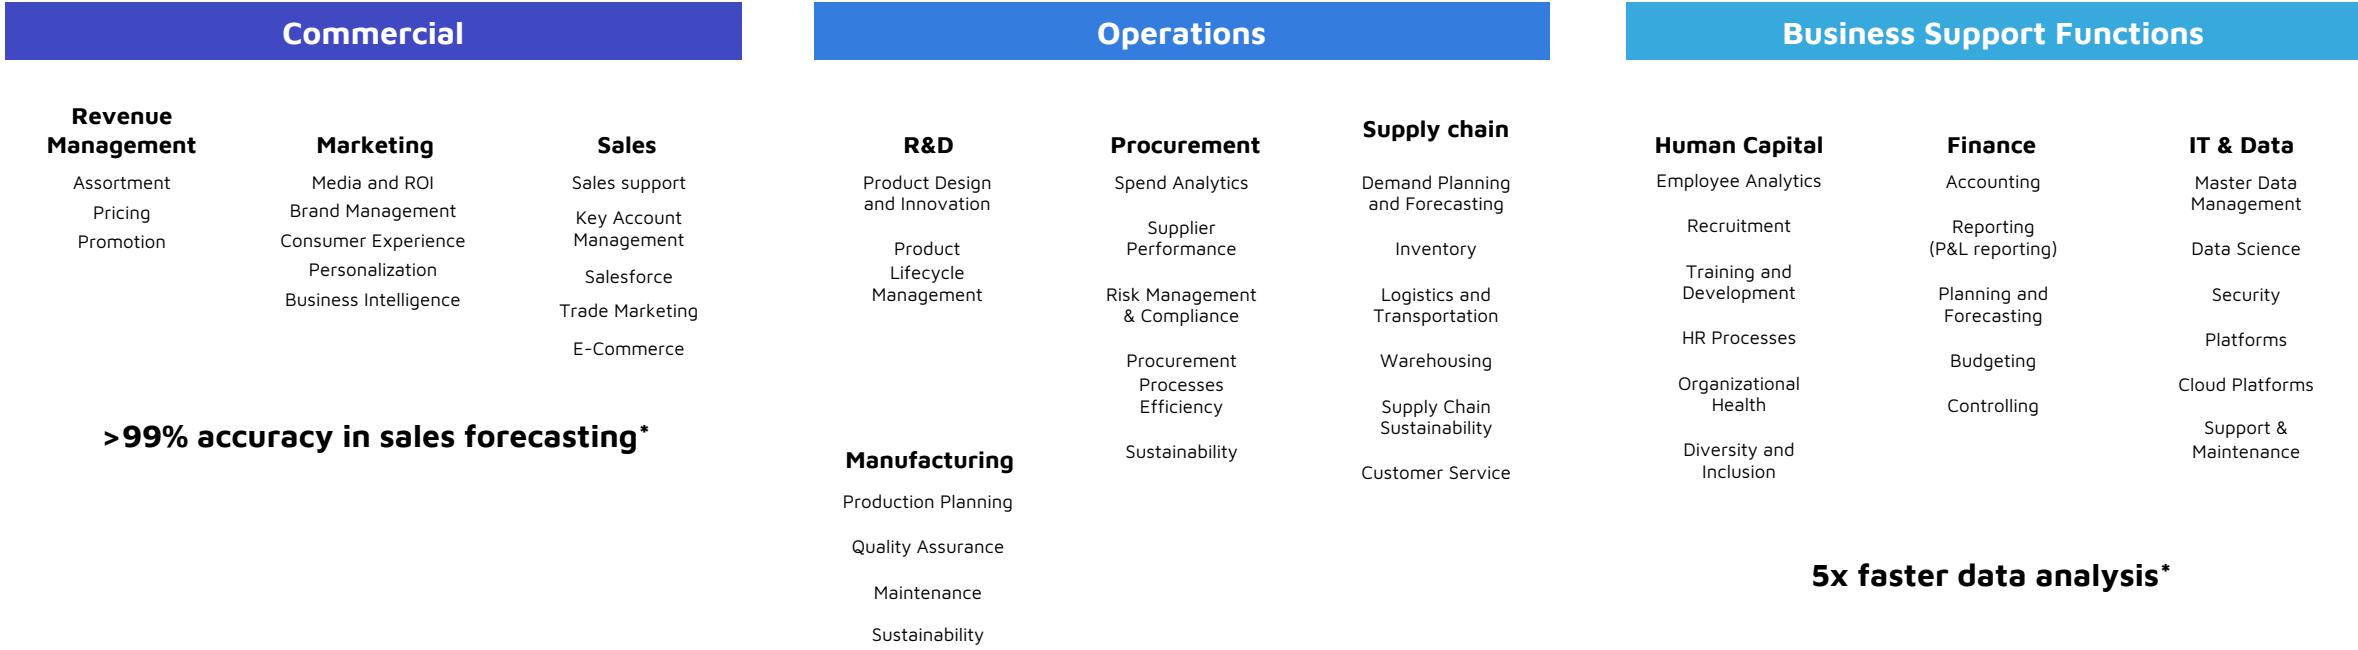 Commercial
Revenue
Management
Assortment
Pricing
Promotion
Marketing
Media and ROI
Brand Management
Consumer Experience
Personalization
Business Intelligence
Sales
Sales support
Key Account
Management
Salesforce
Trade Marketing
E-Commerce
>99% accuracy in sales forecasting*
Operations
R&D
Product Design
and Innovation
Product
Lifecycle
Management
Manufacturing
Production Planning
Quality Assurance
Maintenance
Sustainability
Procurement
Spend Analytics
Supplier
Performance
Risk Management
& Compliance
Procurement
Processes
Efficiency
Sustainability
Supply chain
Demand Planning
and Forecasting
Inventory
Logistics and
Transportation
Warehousing
Supply Chain
Sustainability
Customer Service
Business Support Functions
Human Capital
Employee Analytics
Recruitment
Training and
Development
HR Processes
Organizational
Health
Diversity and
Inclusion
Finance
Accounting
Reporting
(P&L reporting)
Planning and
Forecasting
Budgeting
Controlling
IT & Data
Master Data
Management
Data Science
Security
Platforms
Cloud Platforms
Support &
Maintenance
5x faster data analysis*